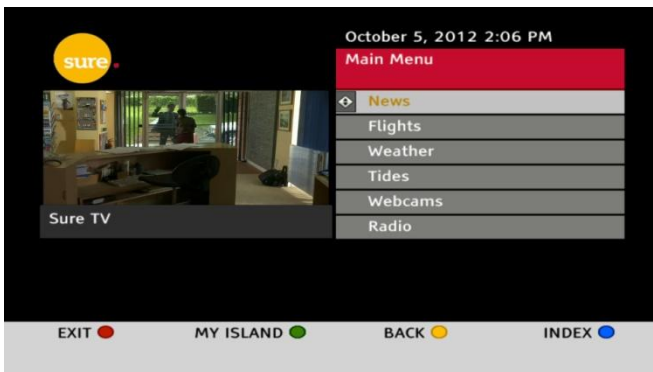 sure.
October 5, 2012 2:06 PM
Main Menu
News
Flights
Weather
Tides
Webcams
Radio
Sure TV
EXIT
MY ISLAND
BACK
INDEX